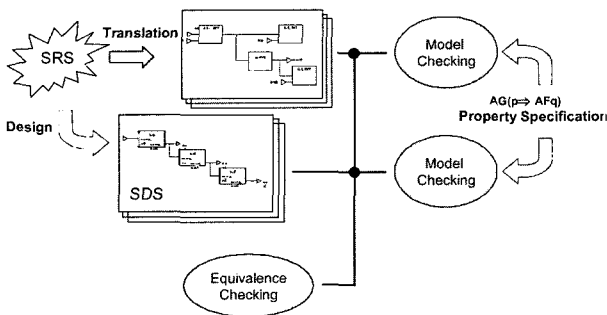 SRS
Translation
Model
Checking
AG(p⇒ AFq)
Property Specification
Design
SDS
Model
Checking
Equivalence
Checking